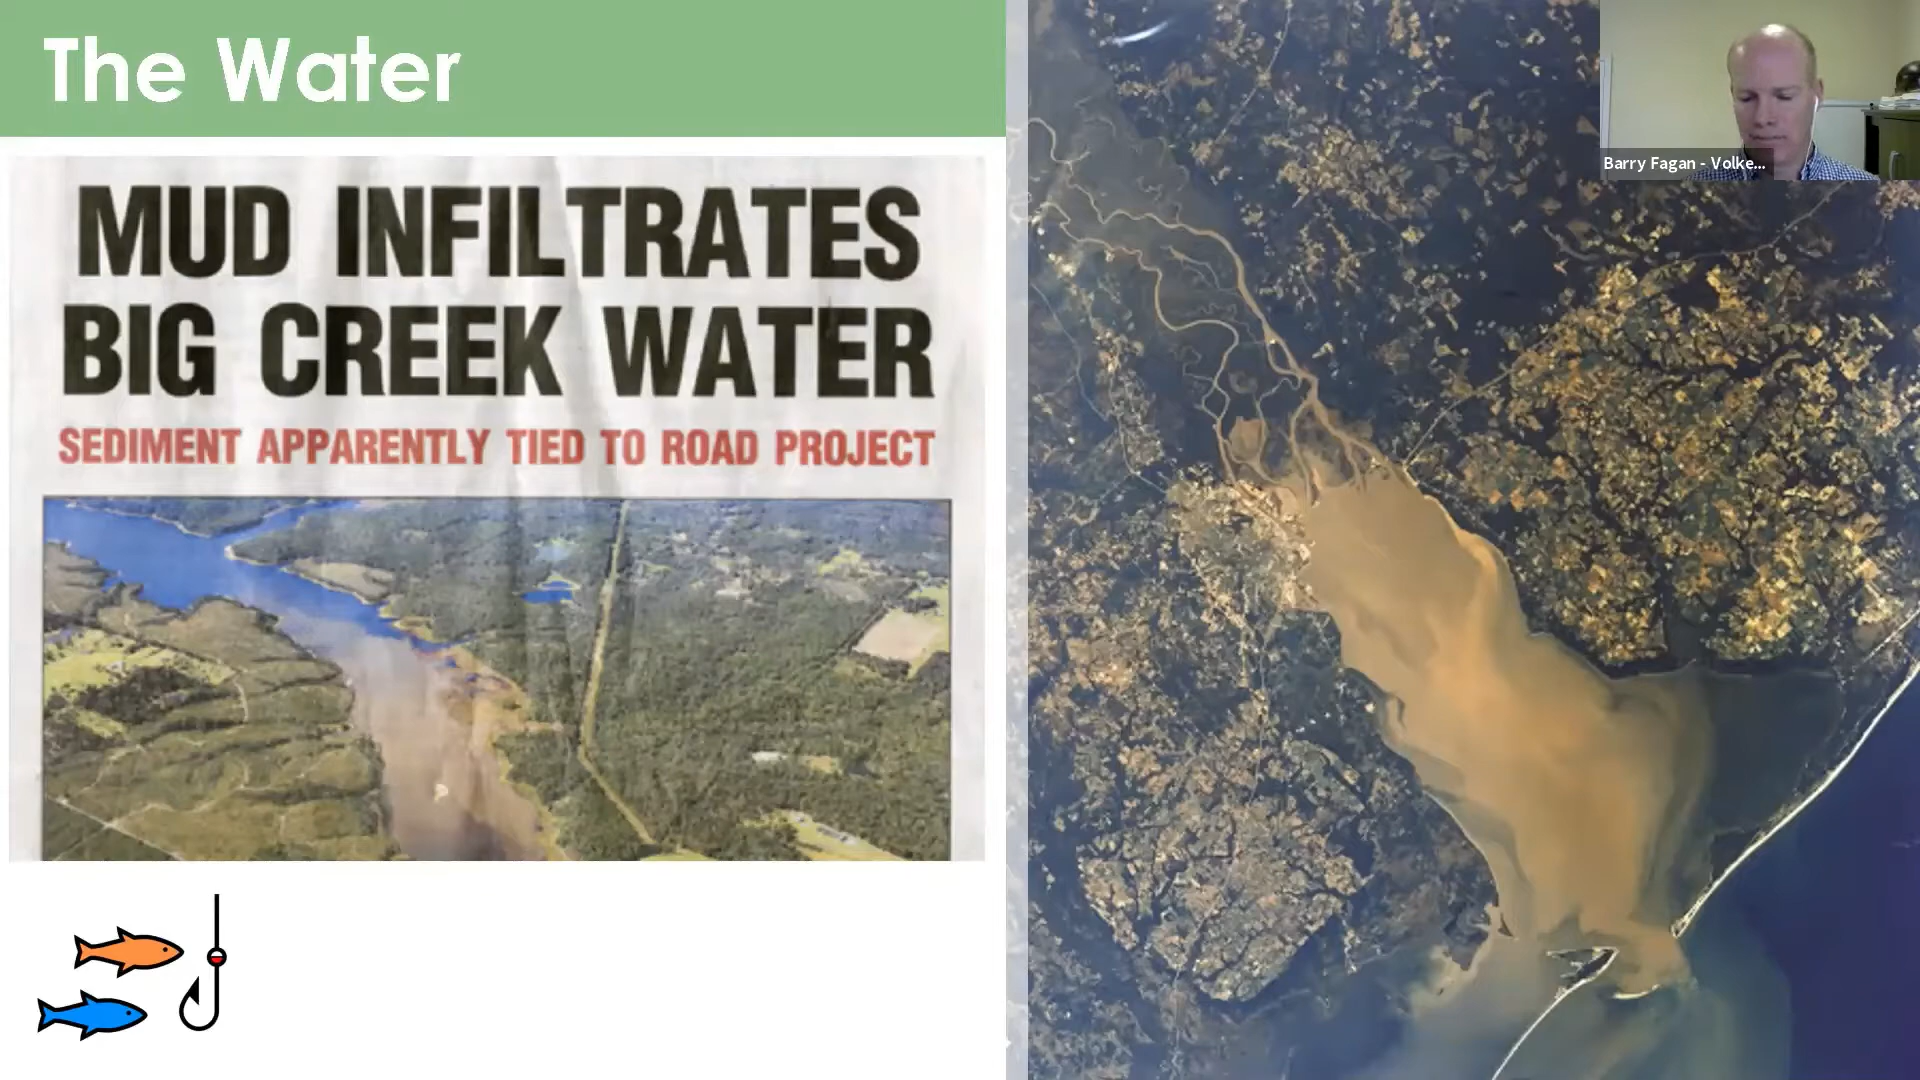 The Water
MUD INFILTRATES
BIG CREEK WATER
SEDIMENT APPARENTLY TIED TO ROAD PROJECT
Barry Fagan - Volke...